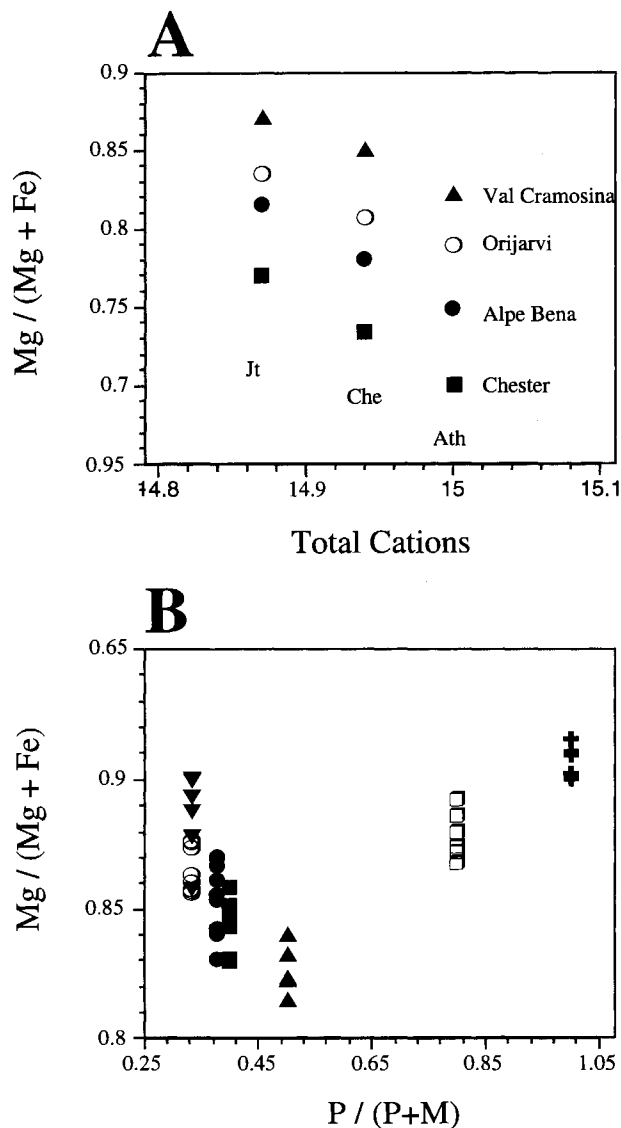 A
0.9
0.85
0.8
0.75
0.7
0.95
Mg / (Mg + Fe)
Val Cramosina
Orijarvi
Alpe Bena
Chester
Jt
Che
Ath
14.8
14.9
15
15.1
Total Cations
B
0.65
0.9
0.85
0.8
Mg / (Mg + Fe)
0.25
0.45
0.65
0.85
1.05
P / (P+M)